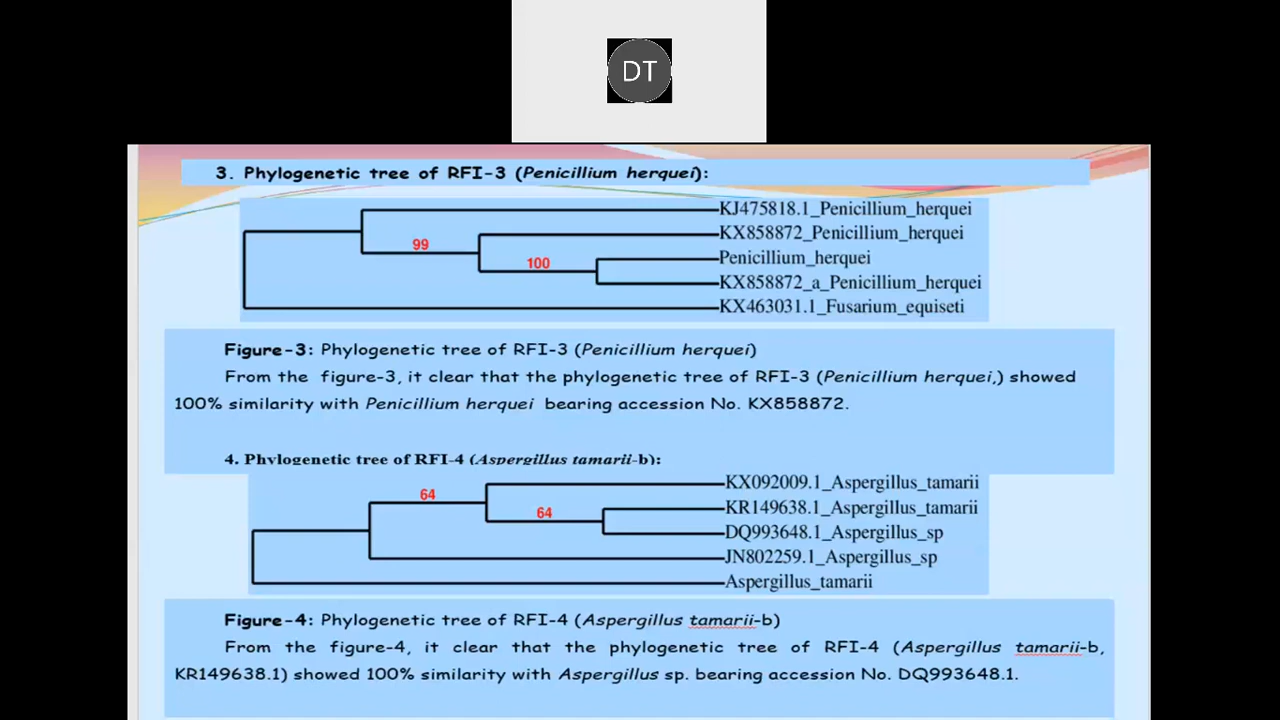 DT
3. Phylogenetic tree of RFI-3 (Penicillium herquei):
KJ475818.1_Penicillium_herquei
KX858872_Penicillium_herquei
99
Penicillium_herquei
100
KX858872_a_Penicillium_herquei
KX463031.1_Fusarium_equiseti
Figure-3: Phylogenetic tree of RFI-3 (Penicillium herquei)
From the figure-3, it clear that the phylogenetic tree of RFI-3 (Penicillium herquei,) showed
100% similarity with Penicillium herquei bearing accession No. KX858872.
4. Phylogenetic tree of RFI-4 (Aspergillus tamarii-b):
KX092009.1_Aspergillus_tamarii
64
KR149638.1_Aspergillus_tamarii
64
DQ993648.1_Aspergillus_sp
JN802259.1_Aspergillus_sp
Aspergillus_tamarii
Figure-4: Phylogenetic tree of RFI-4 (Aspergillus tamarii-b)
From the figure-4, it clear that the phylogenetic tree of RFI-4 (Aspergillus tamarii-b,
KR149638.1) showed 100% similarity with Aspergillus sp. bearing accession No. DQ993648.1.